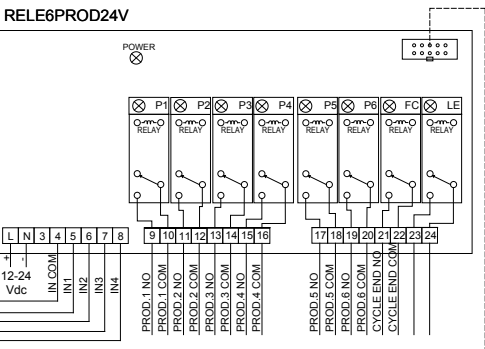 RELE6PROD24V
POWER
P1 P2 P3 P4 P5 P6 FC LE
RELAY RELAY RELAY RELAY RELAY RELAY RELAY RELAY
L N 3 4 5 6 7 8 9 10 11 12 13 14 15 16 17 18 19 20 21 22 23 24
+ -
12-24
Vdc
IN COM
IN1
IN2
IN3
IN4
PROD.1 NO
PROD.1 COM
PROD.2 NO
PROD.2 COM
PROD.3 NO
PROD.3 COM
PROD.4 NO
PROD.4 COM
PROD.5 NO
PROD.5 COM
PROD.6 NO
PROD.6 COM
CYCLE END NO
CYCLE END COM